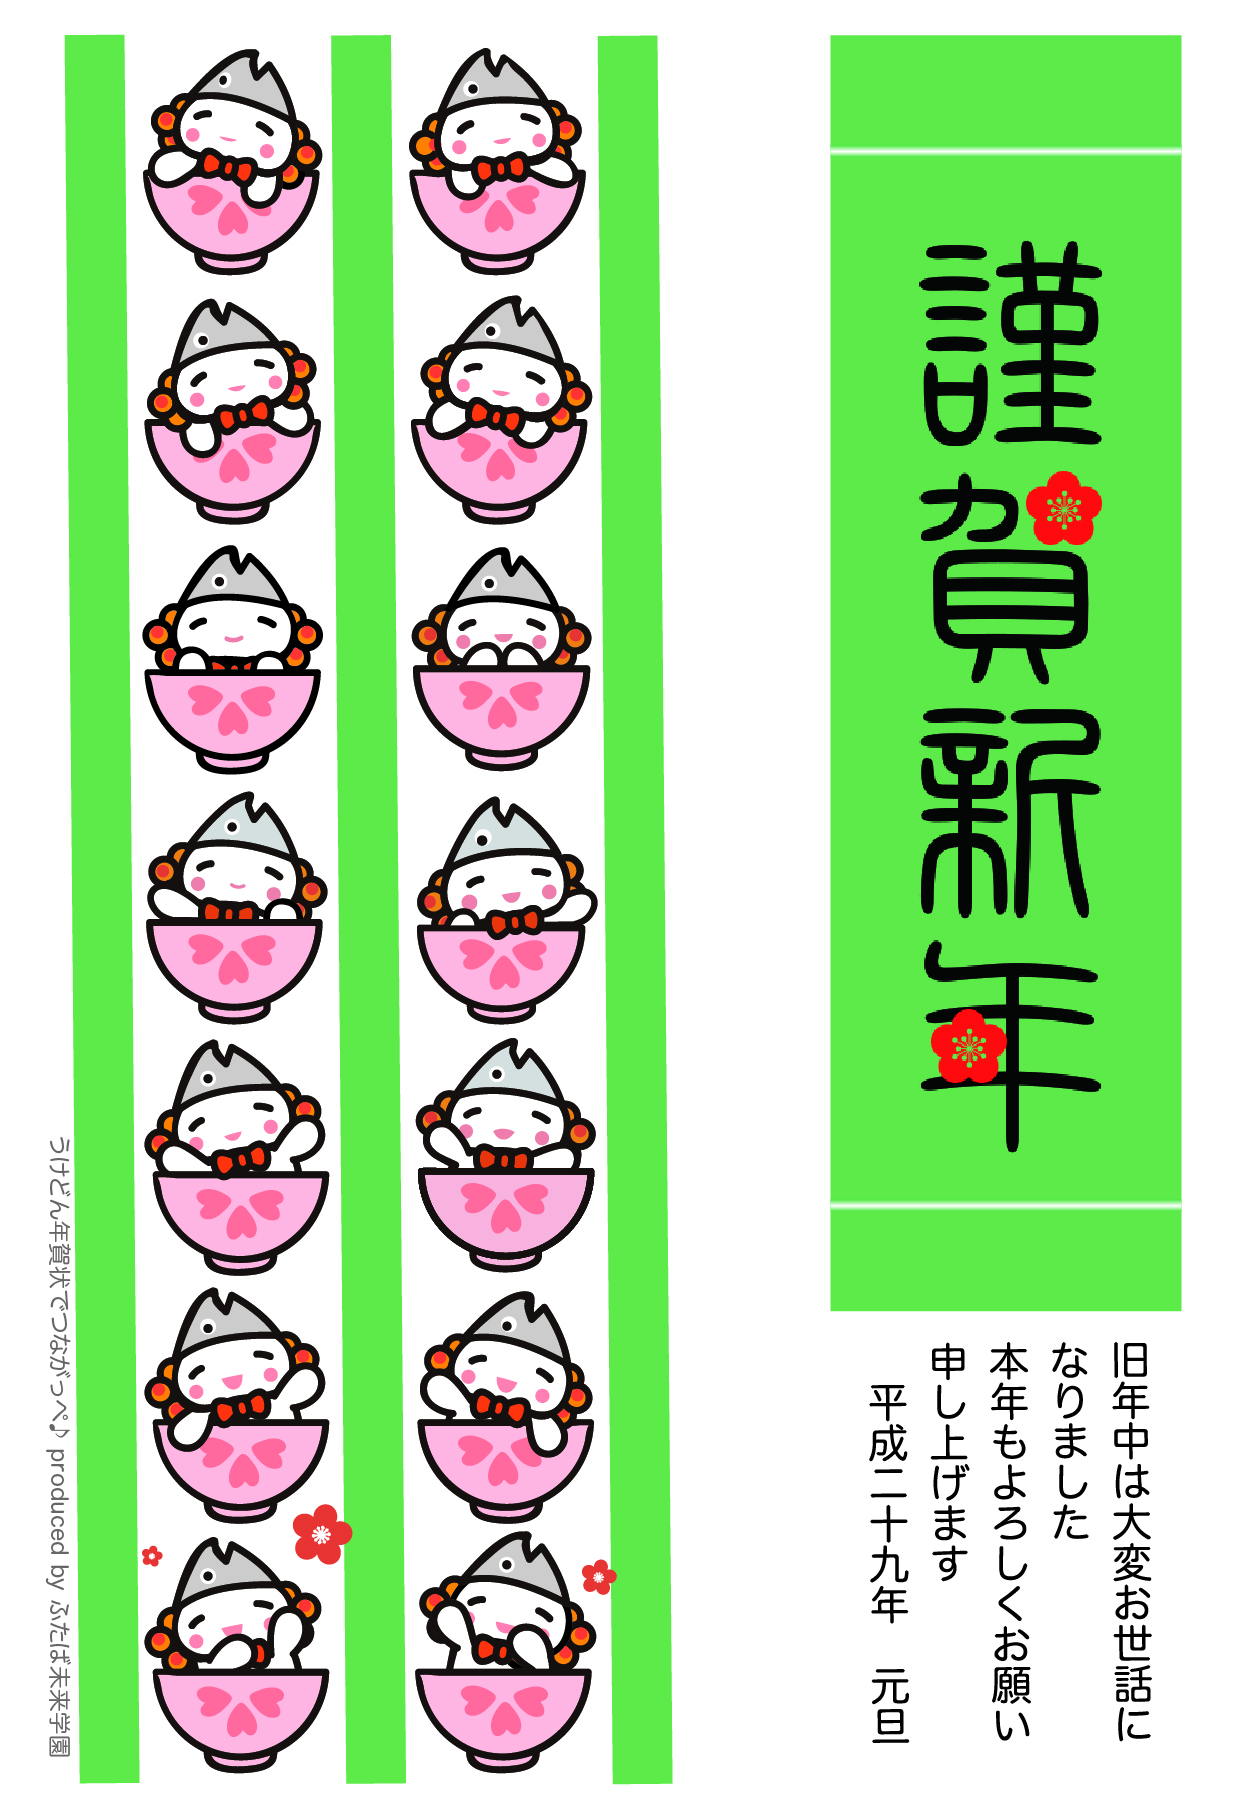 謹賀新年
旧年中は大変お世話に
なりました
本年もよろしくお願い
申し上げます
平成二十九年　元旦
うけどん年賀状でつながっぺ♪ produced by ふたば未来学園